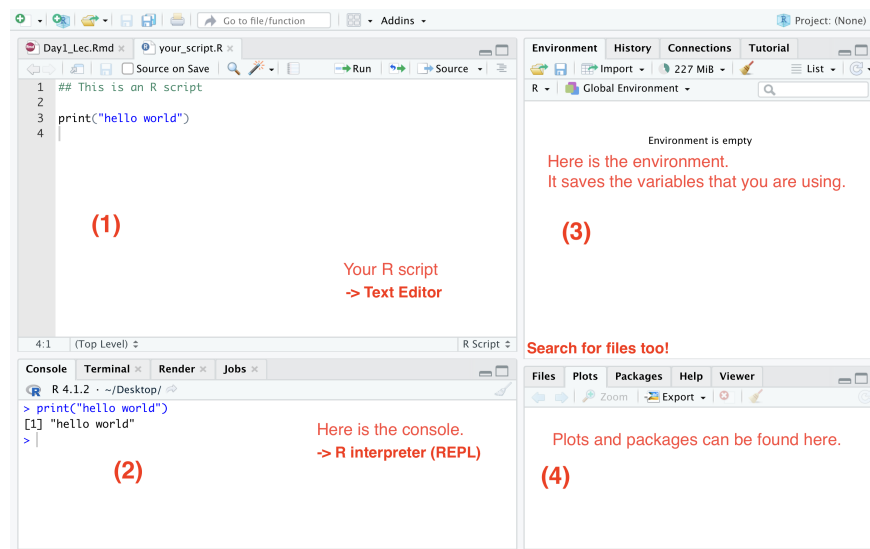 Go to file/function
Addins
Project: (None)
Day1_Lec.Rmd
your_script.R
Source on Save
Run
Source
1 ## This is an R script
2
3 print("hello world")
4
(1)
Your R script
-> Text Editor
4:1 (Top Level) R Script
Console Terminal Render Jobs
R 4.1.2 · ~/Desktop/
> print("hello world")
[1] "hello world"
>
Here is the console.
-> R interpreter (REPL)
(2)
Environment History Connections Tutorial
Import 227 MiB List
R Global Environment
Environment is empty
Here is the environment.
It saves the variables that you are using.
(3)
Search for files too!
Files Plots Packages Help Viewer
Zoom Export
Plots and packages can be found here.
(4)